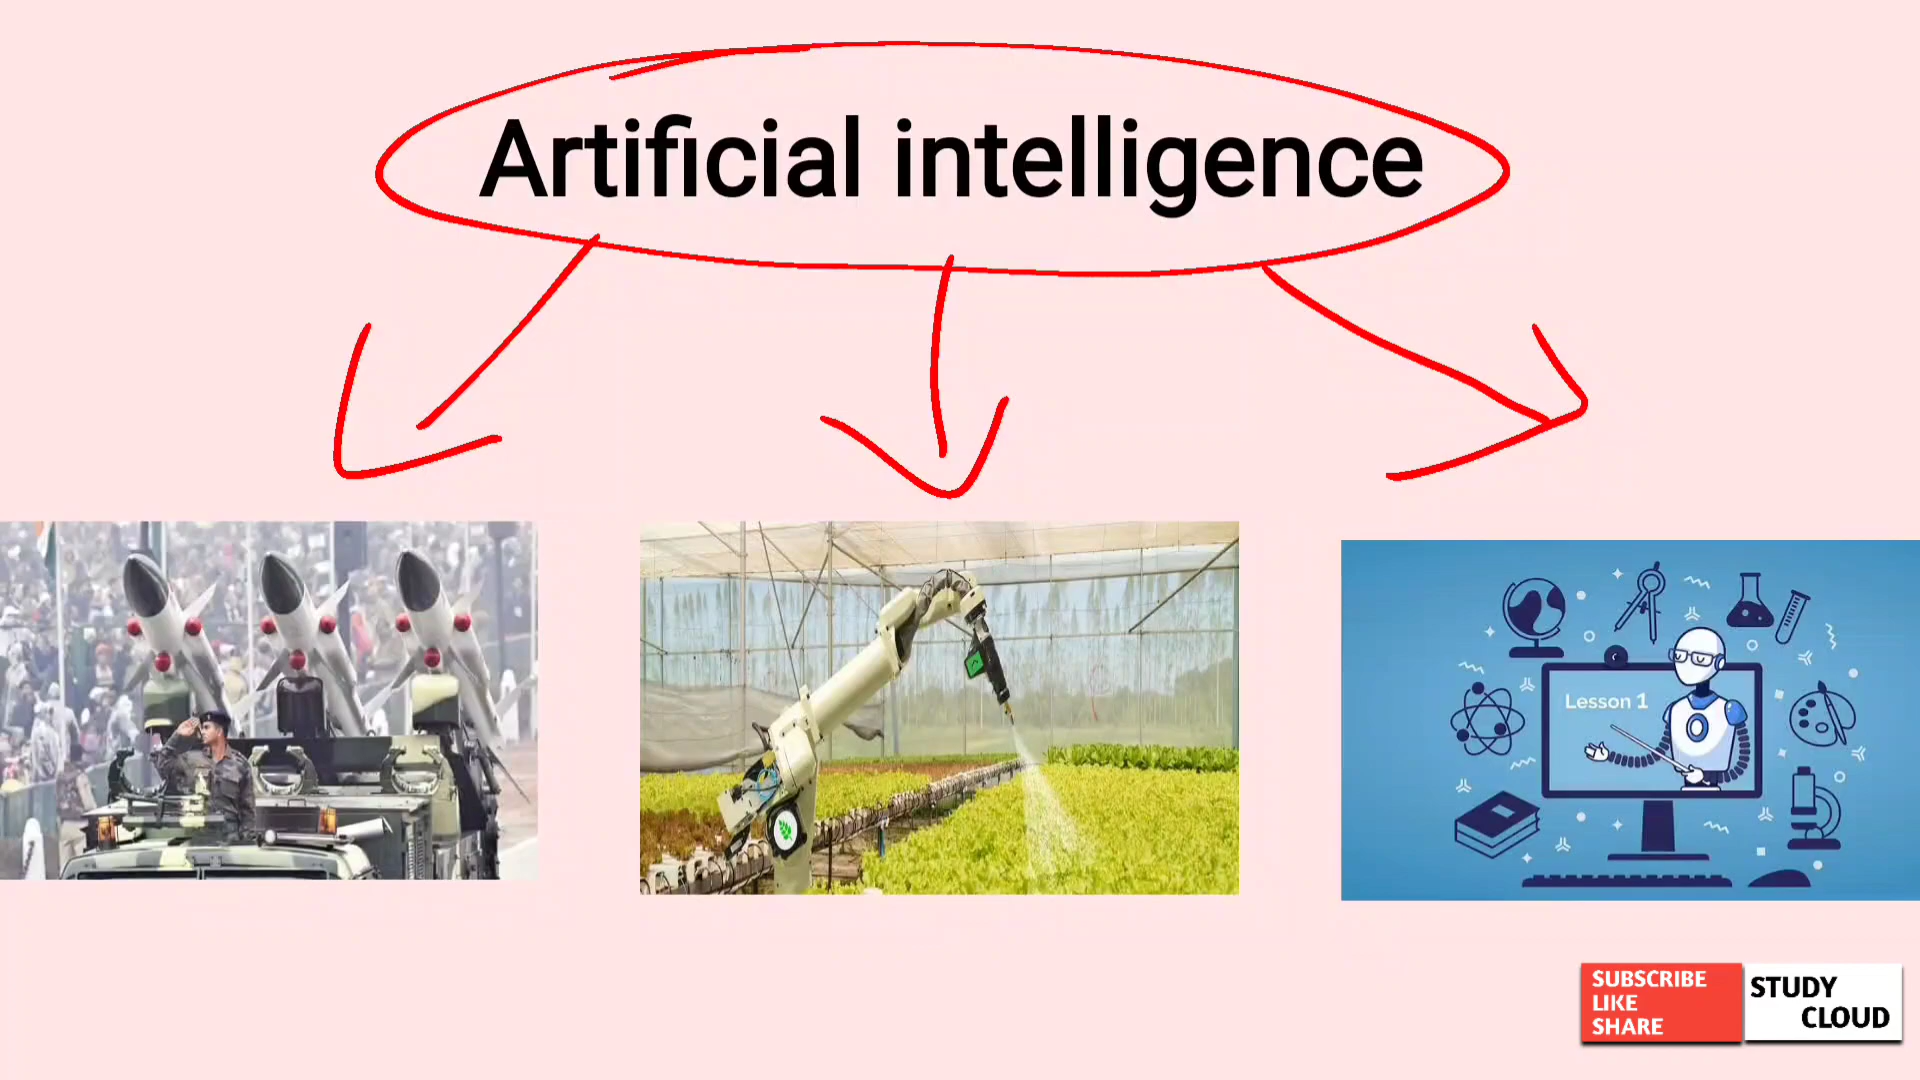 Artificial intelligence
Lesson 1
SUBSCRIBE
LIKE
SHARE
STUDY
CLOUD